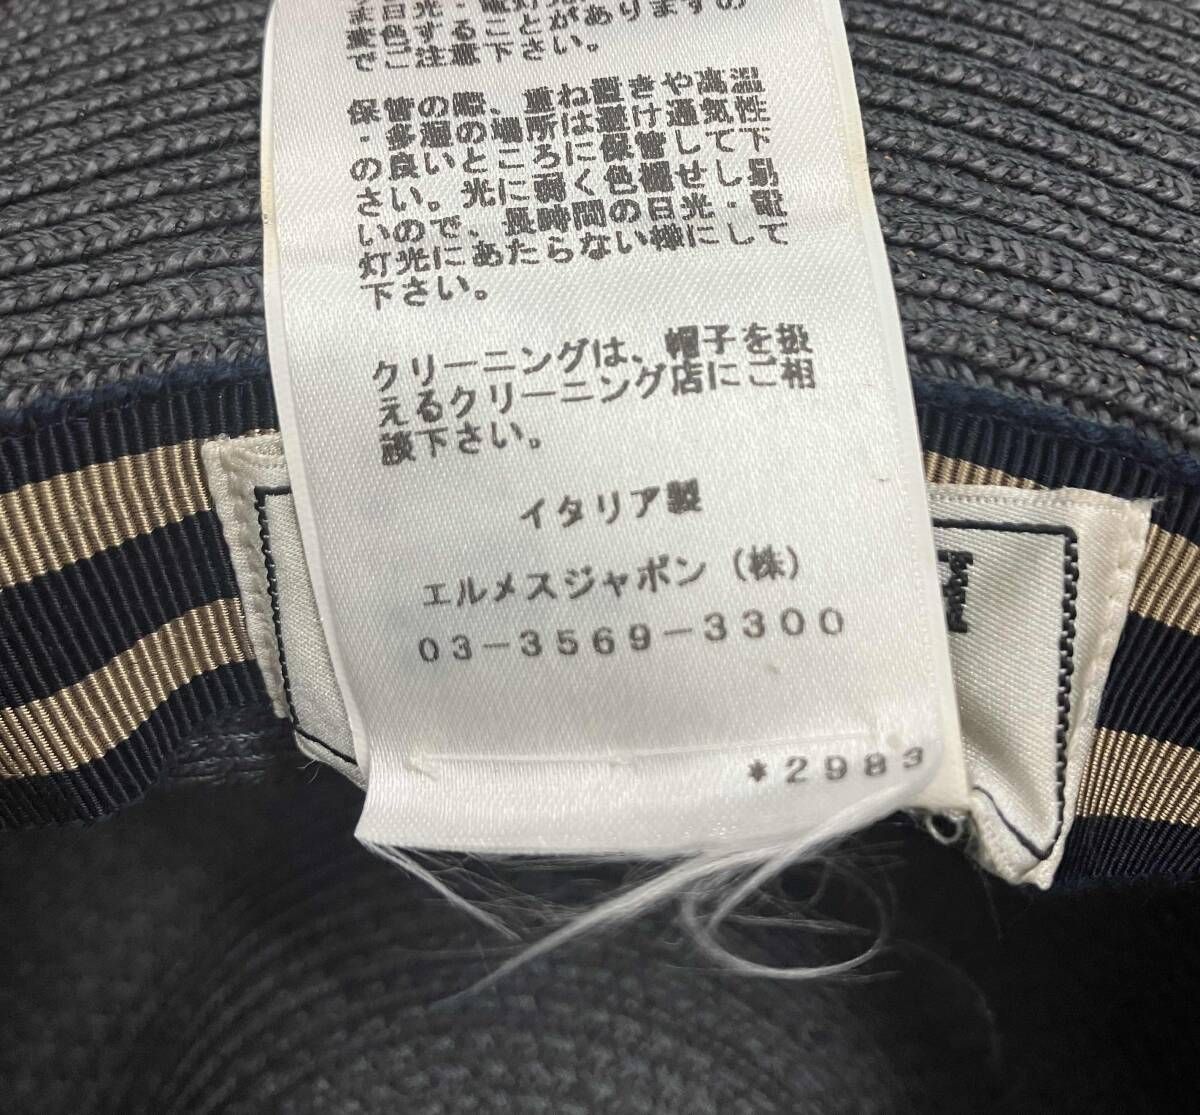 変色することがありますの
でご注意下さい。
保管の際、重ね置きや高温
・多湿の場所は避け通気性
の良いところに保管して下
さい。光に弱く色褪せし易
いので、長時間の日光・電
灯光にあたらない様にして
下さい。
クリーニングは、帽子を扱
えるクリーニング店にご相
談下さい。
イタリア製
エルメスジャポン（株）
03-3569-3300
*2983